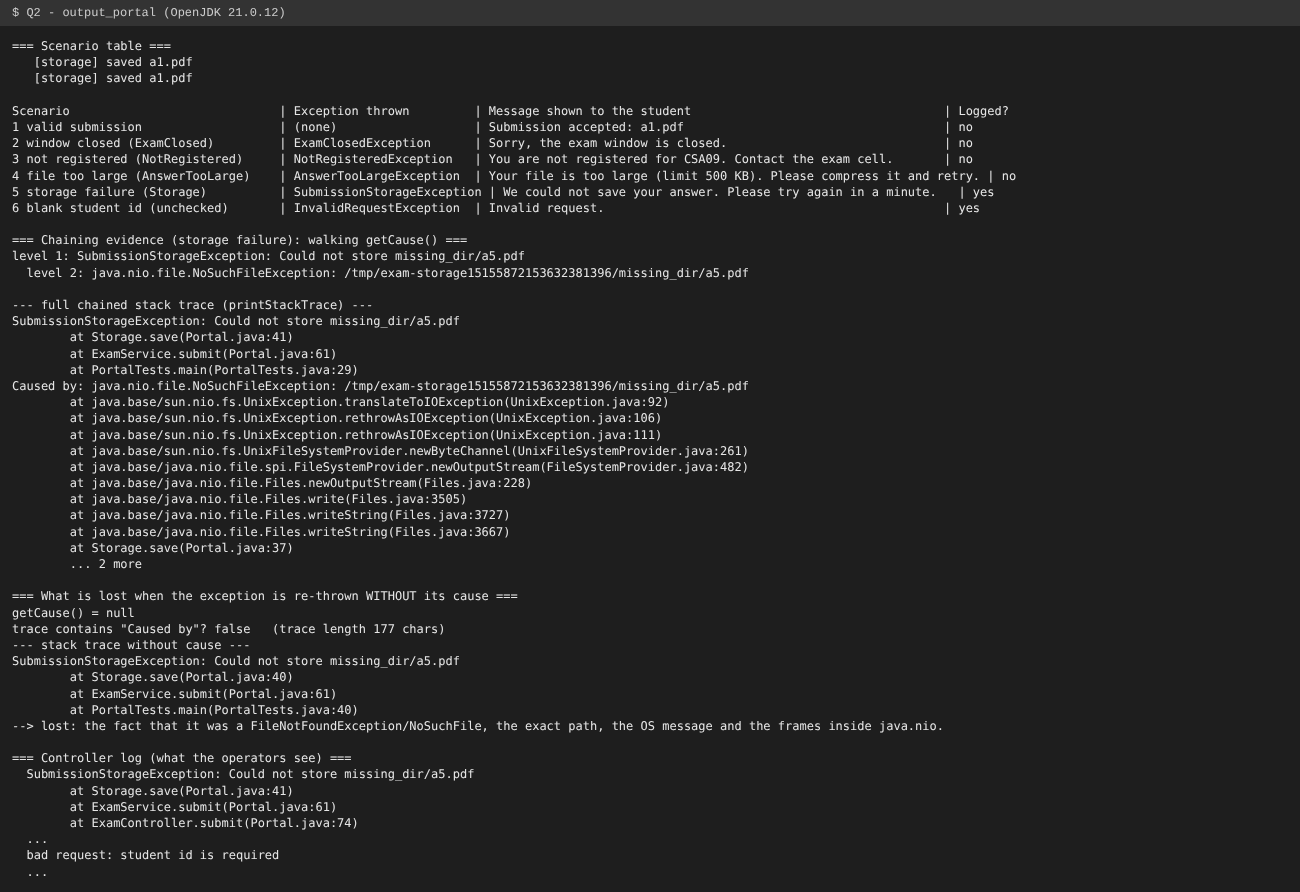 $ Q2 - output_portal (OpenJDK 21.0.12)
=== Scenario table ===
   [storage] saved a1.pdf
   [storage] saved a1.pdf

Scenario                             | Exception thrown         | Message shown to the student                                   | Logged?
1 valid submission                   | (none)                   | Submission accepted: a1.pdf                                    | no
2 window closed (ExamClosed)         | ExamClosedException      | Sorry, the exam window is closed.                              | no
3 not registered (NotRegistered)     | NotRegisteredException   | You are not registered for CSA09. Contact the exam cell.       | no
4 file too large (AnswerTooLarge)    | AnswerTooLargeException  | Your file is too large (limit 500 KB). Please compress it and retry. | no
5 storage failure (Storage)          | SubmissionStorageException | We could not save your answer. Please try again in a minute.   | yes
6 blank student id (unchecked)       | InvalidRequestException  | Invalid request.                                               | yes

=== Chaining evidence (storage failure): walking getCause() ===
level 1: SubmissionStorageException: Could not store missing_dir/a5.pdf
  level 2: java.nio.file.NoSuchFileException: /tmp/exam-storage15155872153632381396/missing_dir/a5.pdf

--- full chained stack trace (printStackTrace) ---
SubmissionStorageException: Could not store missing_dir/a5.pdf
        at Storage.save(Portal.java:41)
        at ExamService.submit(Portal.java:61)
        at PortalTests.main(PortalTests.java:29)
Caused by: java.nio.file.NoSuchFileException: /tmp/exam-storage15155872153632381396/missing_dir/a5.pdf
        at java.base/sun.nio.fs.UnixException.translateToIOException(UnixException.java:92)
        at java.base/sun.nio.fs.UnixException.rethrowAsIOException(UnixException.java:106)
        at java.base/sun.nio.fs.UnixException.rethrowAsIOException(UnixException.java:111)
        at java.base/sun.nio.fs.UnixFileSystemProvider.newByteChannel(UnixFileSystemProvider.java:261)
        at java.base/java.nio.file.spi.FileSystemProvider.newOutputStream(FileSystemProvider.java:482)
        at java.base/java.nio.file.Files.newOutputStream(Files.java:228)
        at java.base/java.nio.file.Files.write(Files.java:3505)
        at java.base/java.nio.file.Files.writeString(Files.java:3727)
        at java.base/java.nio.file.Files.writeString(Files.java:3667)
        at Storage.save(Portal.java:37)
        ... 2 more

=== What is lost when the exception is re-thrown WITHOUT its cause ===
getCause() = null
trace contains "Caused by"? false   (trace length 177 chars)
--- stack trace without cause ---
SubmissionStorageException: Could not store missing_dir/a5.pdf
        at Storage.save(Portal.java:40)
        at ExamService.submit(Portal.java:61)
        at PortalTests.main(PortalTests.java:40)
--> lost: the fact that it was a FileNotFoundException/NoSuchFile, the exact path, the OS message and the frames inside java.nio.

=== Controller log (what the operators see) ===
  SubmissionStorageException: Could not store missing_dir/a5.pdf
        at Storage.save(Portal.java:41)
        at ExamService.submit(Portal.java:61)
        at ExamController.submit(Portal.java:74)
  ...
  bad request: student id is required
  ...